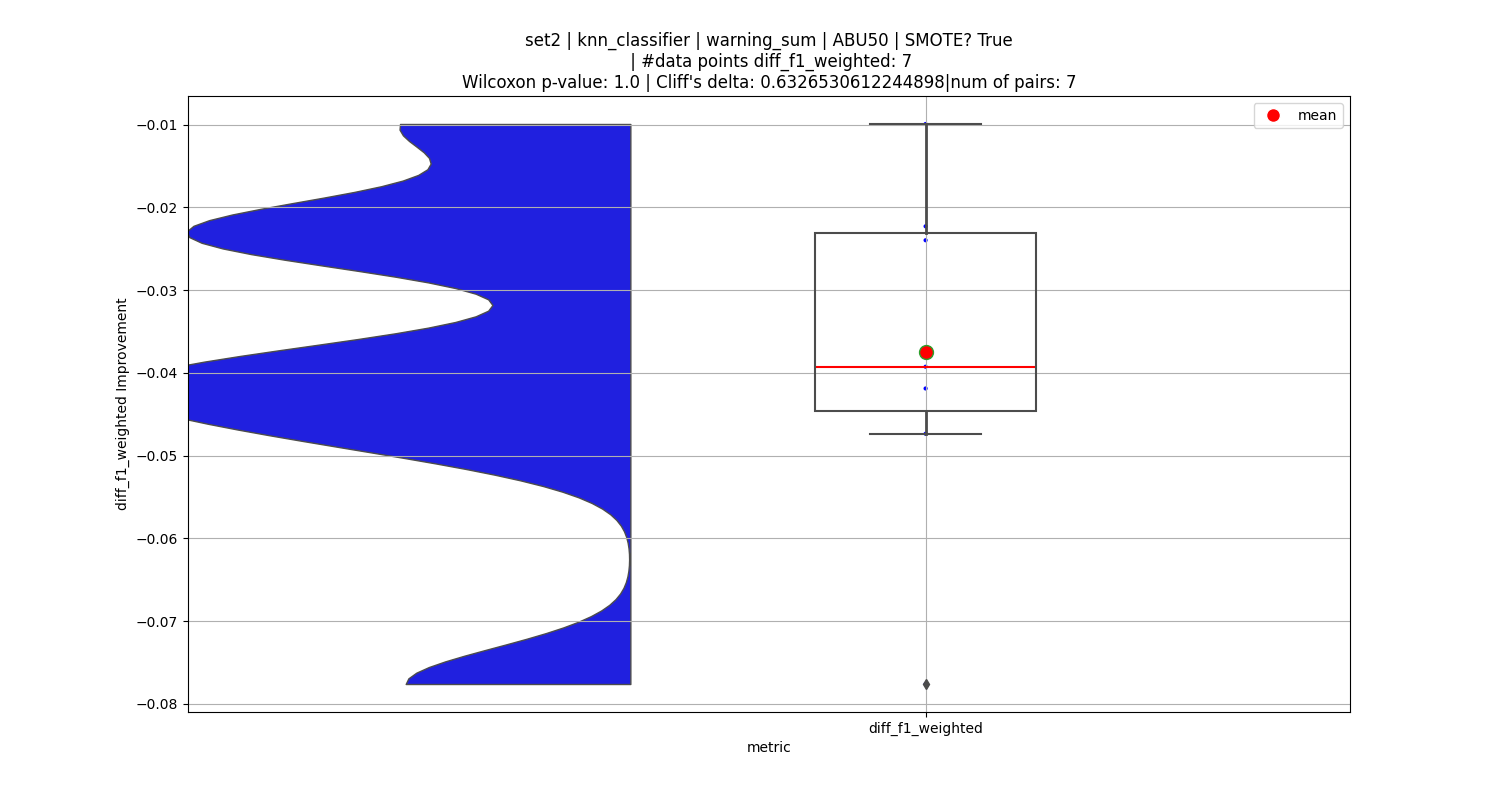 set2 | knn_classifier | warning_sum | ABU50 | SMOTE? True
| #data points diff_f1_weighted: 7
Wilcoxon p-value: 1.0 | Cliff's delta: 0.6326530612244898|num of pairs: 7
mean
−0.01
−0.02
−0.03
−0.04
−0.05
−0.06
−0.07
−0.08
diff_f1_weighted Improvement
diff_f1_weighted
metric